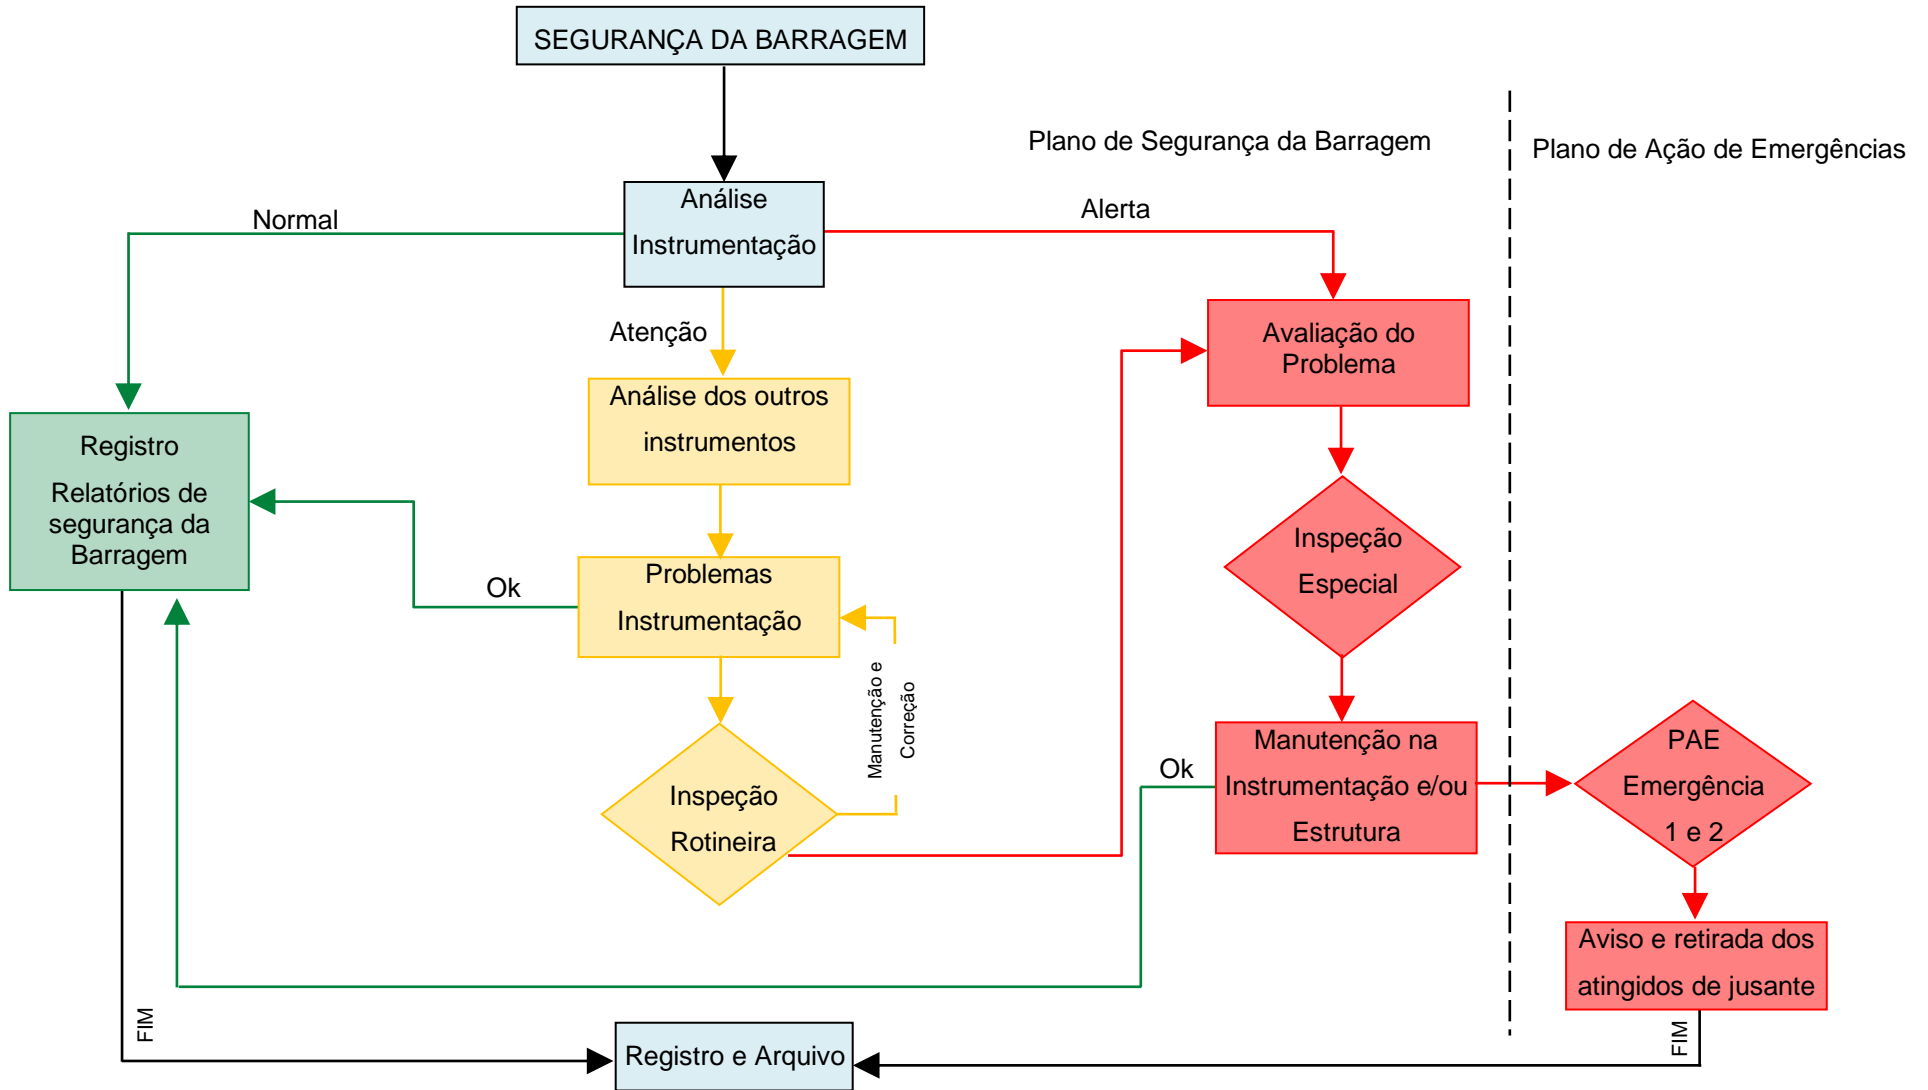 SEGURANÇA DA BARRAGEM
Plano de Segurança da Barragem
Plano de Ação de Emergências
Análise
Instrumentação
Normal
Alerta
Atenção
Avaliação do
Problema
Análise dos outros
instrumentos
Registro
Relatórios de
segurança da
Barragem
Inspeção
Especial
Ok
Problemas
Instrumentação
Manutenção e
Correção
Inspeção
Rotineira
Ok
Manutenção na
Instrumentação e/ou
Estrutura
PAE
Emergência
1 e 2
Aviso e retirada dos
atingidos de jusante
FIM
FIM
Registro e Arquivo